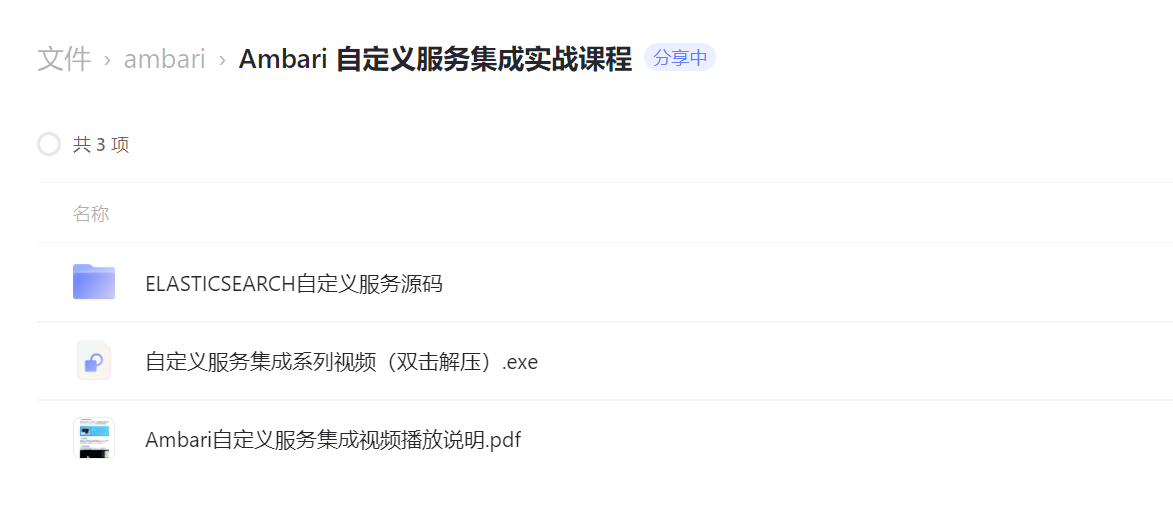 文件 › ambari › Ambari 自定义服务集成实战课程 分享中
共 3 项
名称
ELASTICSEARCH自定义服务源码
自定义服务集成系列视频（双击解压）.exe
Ambari自定义服务集成视频播放说明.pdf